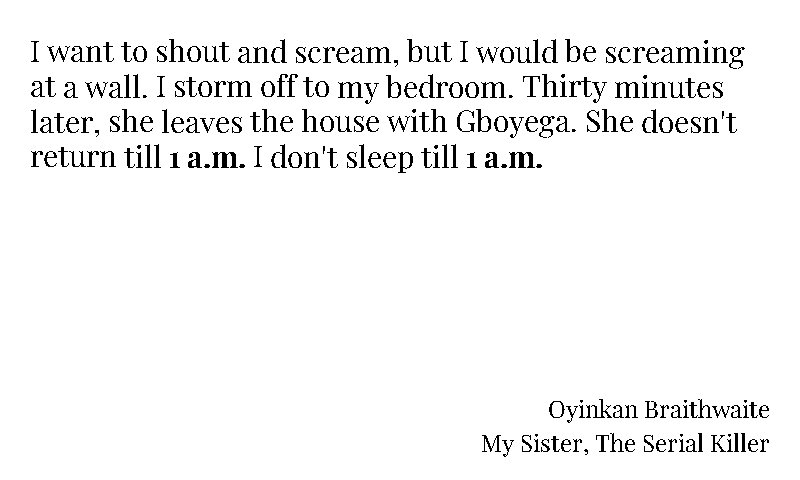 I want to shout and scream, but I would be screaming
at a wall. I storm off to my bedroom. Thirty minutes
later, she leaves the house with Gboyega. She doesn't
return till 1 a.m. I don't sleep till 1 a.m.
Oyinkan Braithwaite
My Sister, The Serial Killer